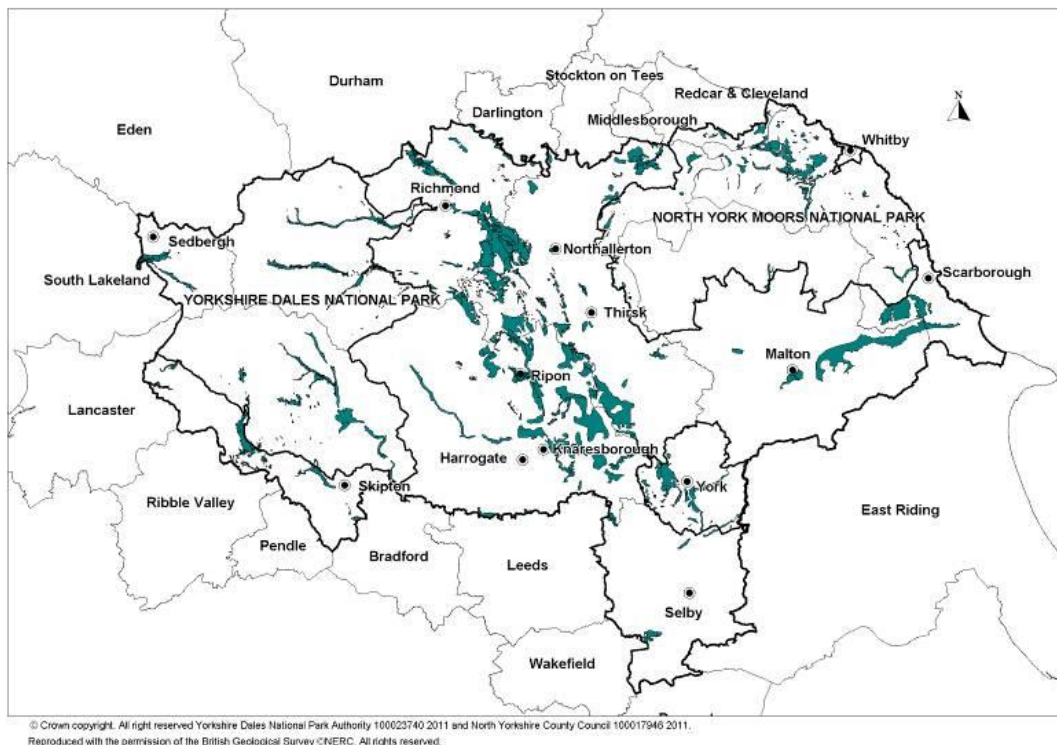 Stockton on Tees
Durham
Redcar & Cleveland
Darlington
Middlesborough
N
Eden
Whitby
Richmond
NORTH YORK MOORS NATIONAL PARK
Sedbergh
Northallerton
Scarborough
South Lakeland
YORKSHIRE DALES NATIONAL PARK
Thirsk
Malton
Ripon
Lancaster
Knaresborough
Harrogate
Skipton
York
Ribble Valley
East Riding
Pendle
Bradford
Leeds
Selby
Wakefield
© Crown copyright. All right reserved Yorkshire Dales National Park Authority 100023740 2011 and North Yorkshire County Council 100017946 2011.
Reproduced with the permission of the British Geological Survey ©NERC. All rights reserved.